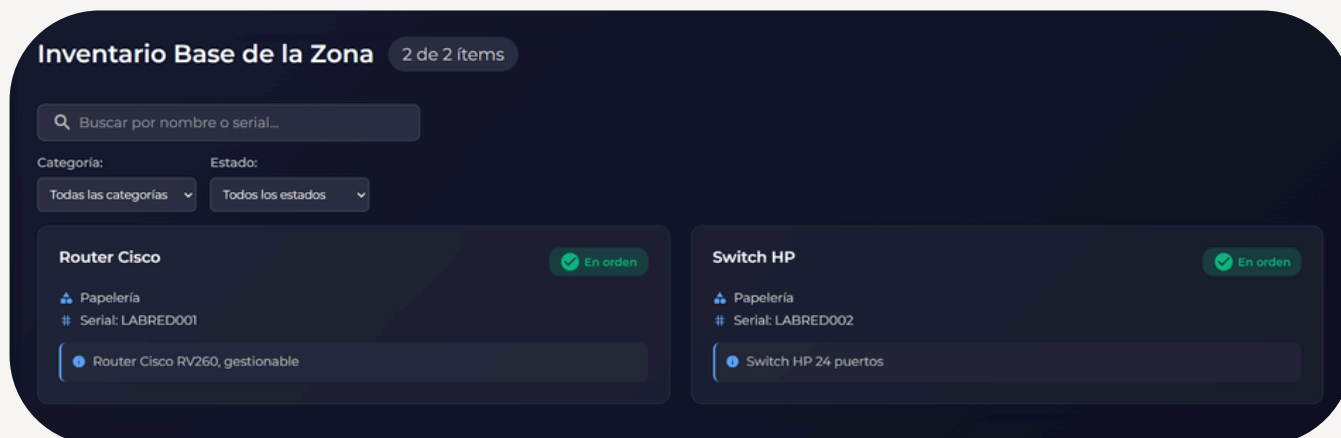 Inventario Base de la Zona 2 de 2 ítems
Buscar por nombre o serial...
Categoría: Estado:
Todas las categorías Todos los estados
Router Cisco
En orden
Papelería
Serial: LABRED001
Router Cisco RV260, gestionable
Switch HP
En orden
Papelería
Serial: LABRED002
Switch HP 24 puertos